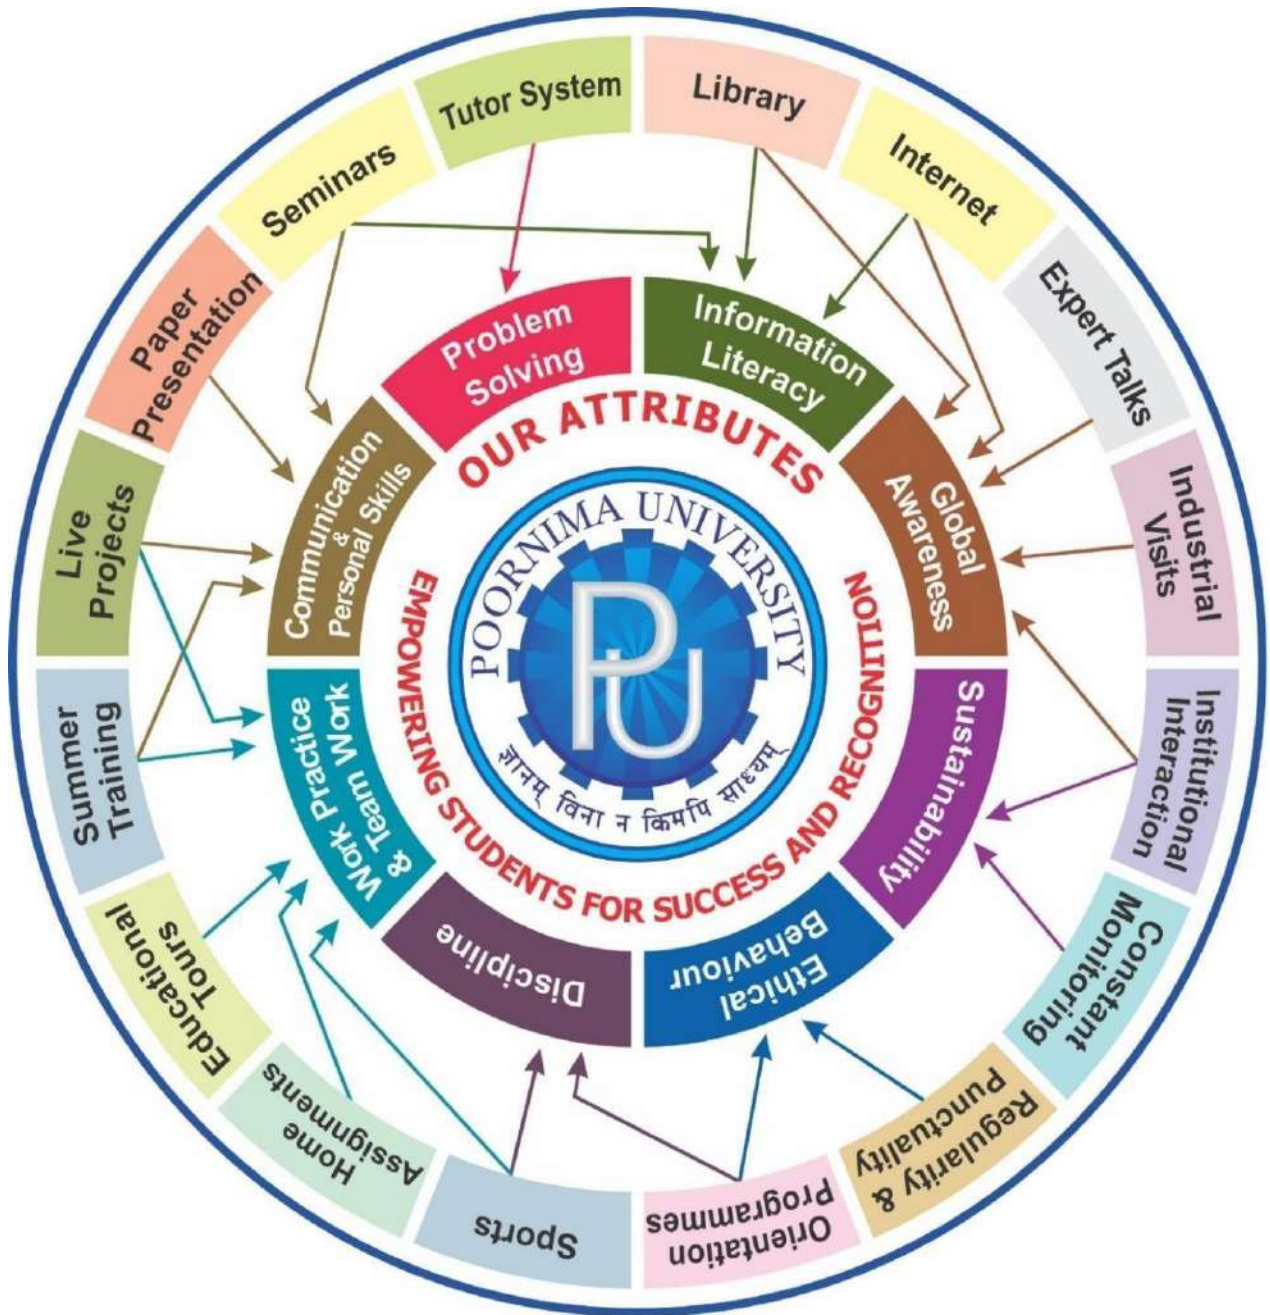 Tutor System
Library
Internet
Expert Talks
Industrial
Visits
Institutional
Interaction
Constant
Monitoring
Regularity &
Punctuality
Orientation
Programmes
Sports
Home
Assignments
Educational
Tours
Summer
Training
Live
Projects
Paper
Presentation
Seminars
Problem
Solving
Information
Literacy
Global
Awareness
Sustainability
Ethical
Behaviour
Discipline
Work Practice
& Team Work
Communication
&
Personal Skills
OUR ATTRIBUTES
EMPOWERING STUDENTS FOR SUCCESS AND RECOGNITION
POORNIMA UNIVERSITY
PU
ज्ञानम् विना न किमपि साध्यम्